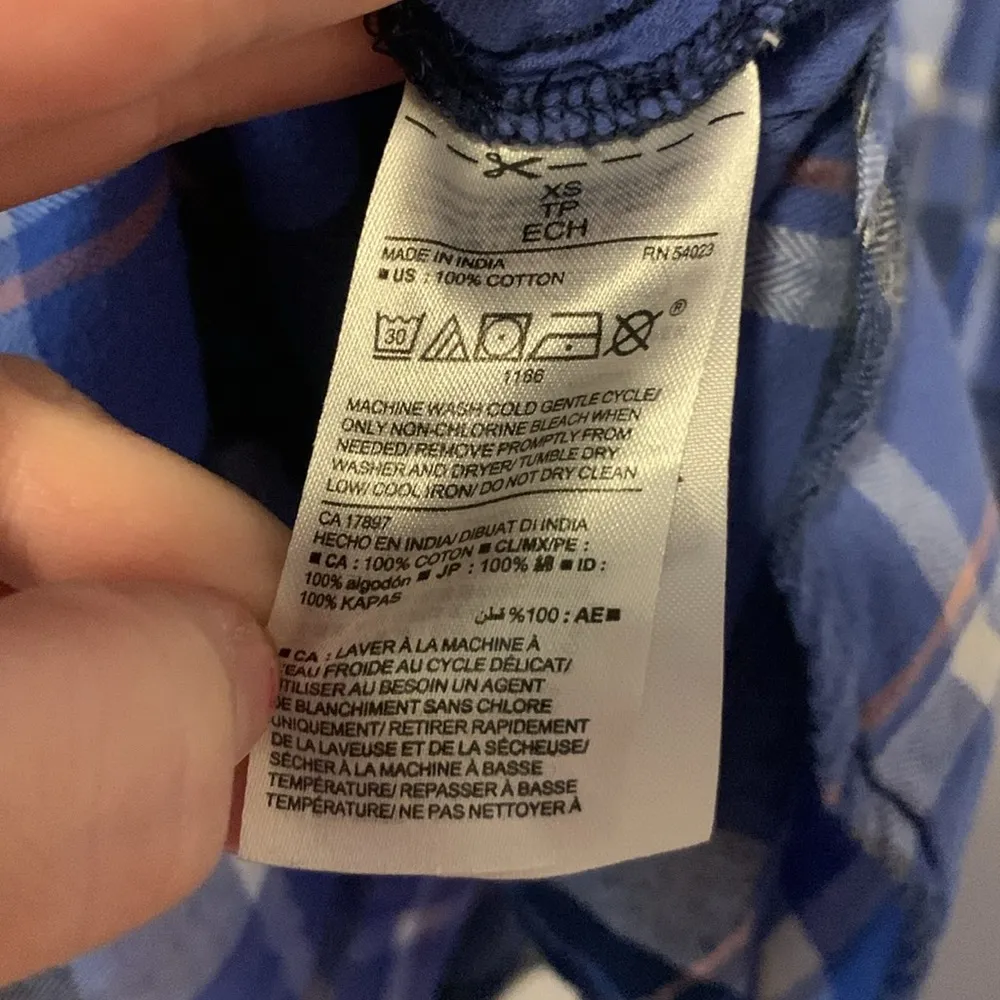 XS
TP
ECH
MADE IN INDIA RN 54023
■ US : 100% COTTON
30 ®
1166
MACHINE WASH COLD GENTLE CYCLE/
ONLY NON-CHLORINE BLEACH WHEN
NEEDED/REMOVE PROMPTLY FROM
WASHER AND DRYER/ TUMBLE DRY
LOW/ COOL IRON/ DO NOT DRY CLEAN
CA 17897
HECHO EN INDIA/ DIBUAT DI INDIA
■ CA : 100% COTON ■ CL/MX/PE :
100% algodón ■ JP : 100% 綿 ■ ID :
100% KAPAS
قطن %100 : AE■
■ CA : LAVER À LA MACHINE À
EAU FROIDE AU CYCLE DÉLICAT/
UTILISER AU BESOIN UN AGENT
DE BLANCHIMENT SANS CHLORE
UNIQUEMENT/ RETIRER RAPIDEMENT
DE LA LAVEUSE ET DE LA SÉCHEUSE/
SÉCHER À LA MACHINE À BASSE
TEMPÉRATURE/ REPASSER À BASSE
TEMPÉRATURE/ NE PAS NETTOYER À